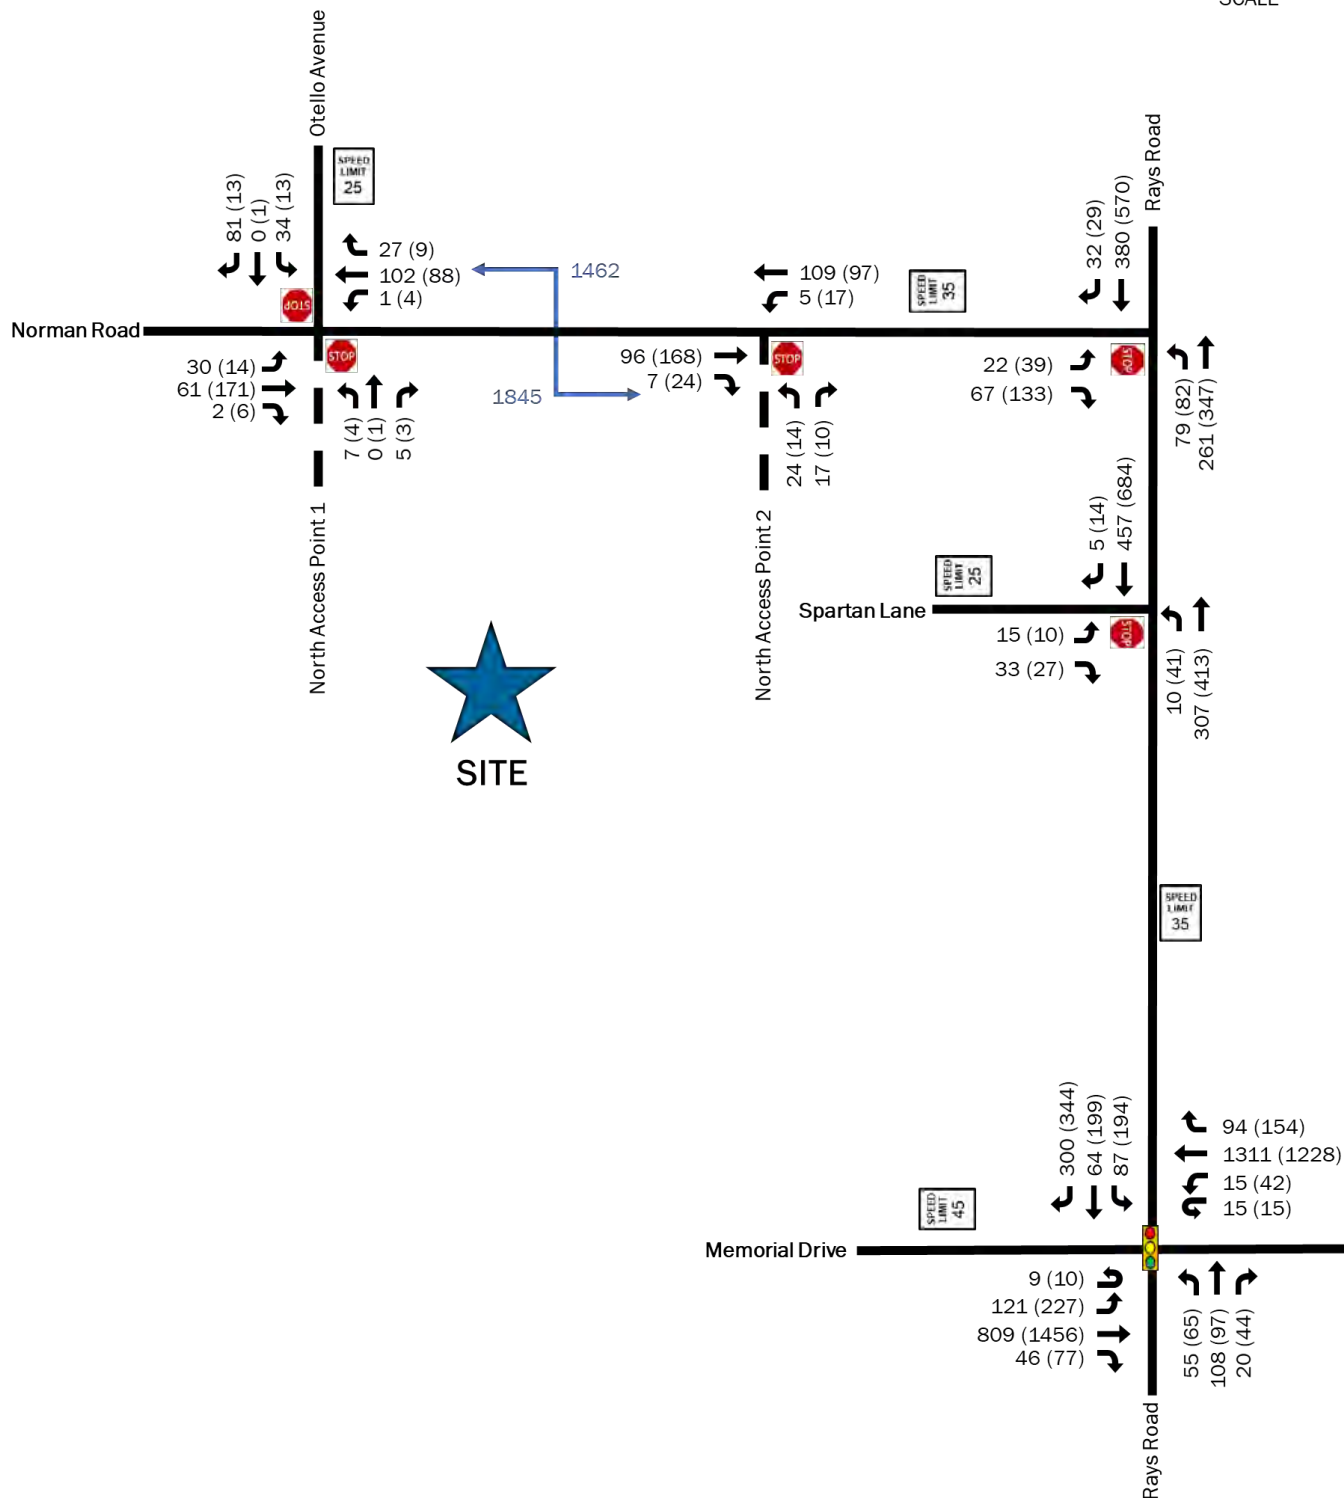 SCALE
Otello Avenue
SPEED
LIMIT
25
81 (13)
0 (1)
34 (13)
27 (9)
102 (88)
1 (4)
1462
STOP
Norman Road
30 (14)
61 (171)
2 (6)
STOP
7 (4)
0 (1)
5 (3)
North Access Point 1
1845
109 (97)
5 (17)
96 (168)
7 (24)
STOP
24 (14)
17 (10)
North Access Point 2
SPEED
LIMIT
35
Rays Road
32 (29)
380 (570)
22 (39)
67 (133)
STOP
79 (82)
261 (347)
5 (14)
457 (684)
SPEED
LIMIT
25
Spartan Lane
15 (10)
33 (27)
STOP
10 (41)
307 (413)
SITE
SPEED
LIMIT
35
300 (344)
64 (199)
87 (194)
94 (154)
1311 (1228)
15 (42)
15 (15)
SPEED
LIMIT
45
Memorial Drive
9 (10)
121 (227)
809 (1456)
46 (77)
55 (65)
108 (97)
20 (44)
Rays Road